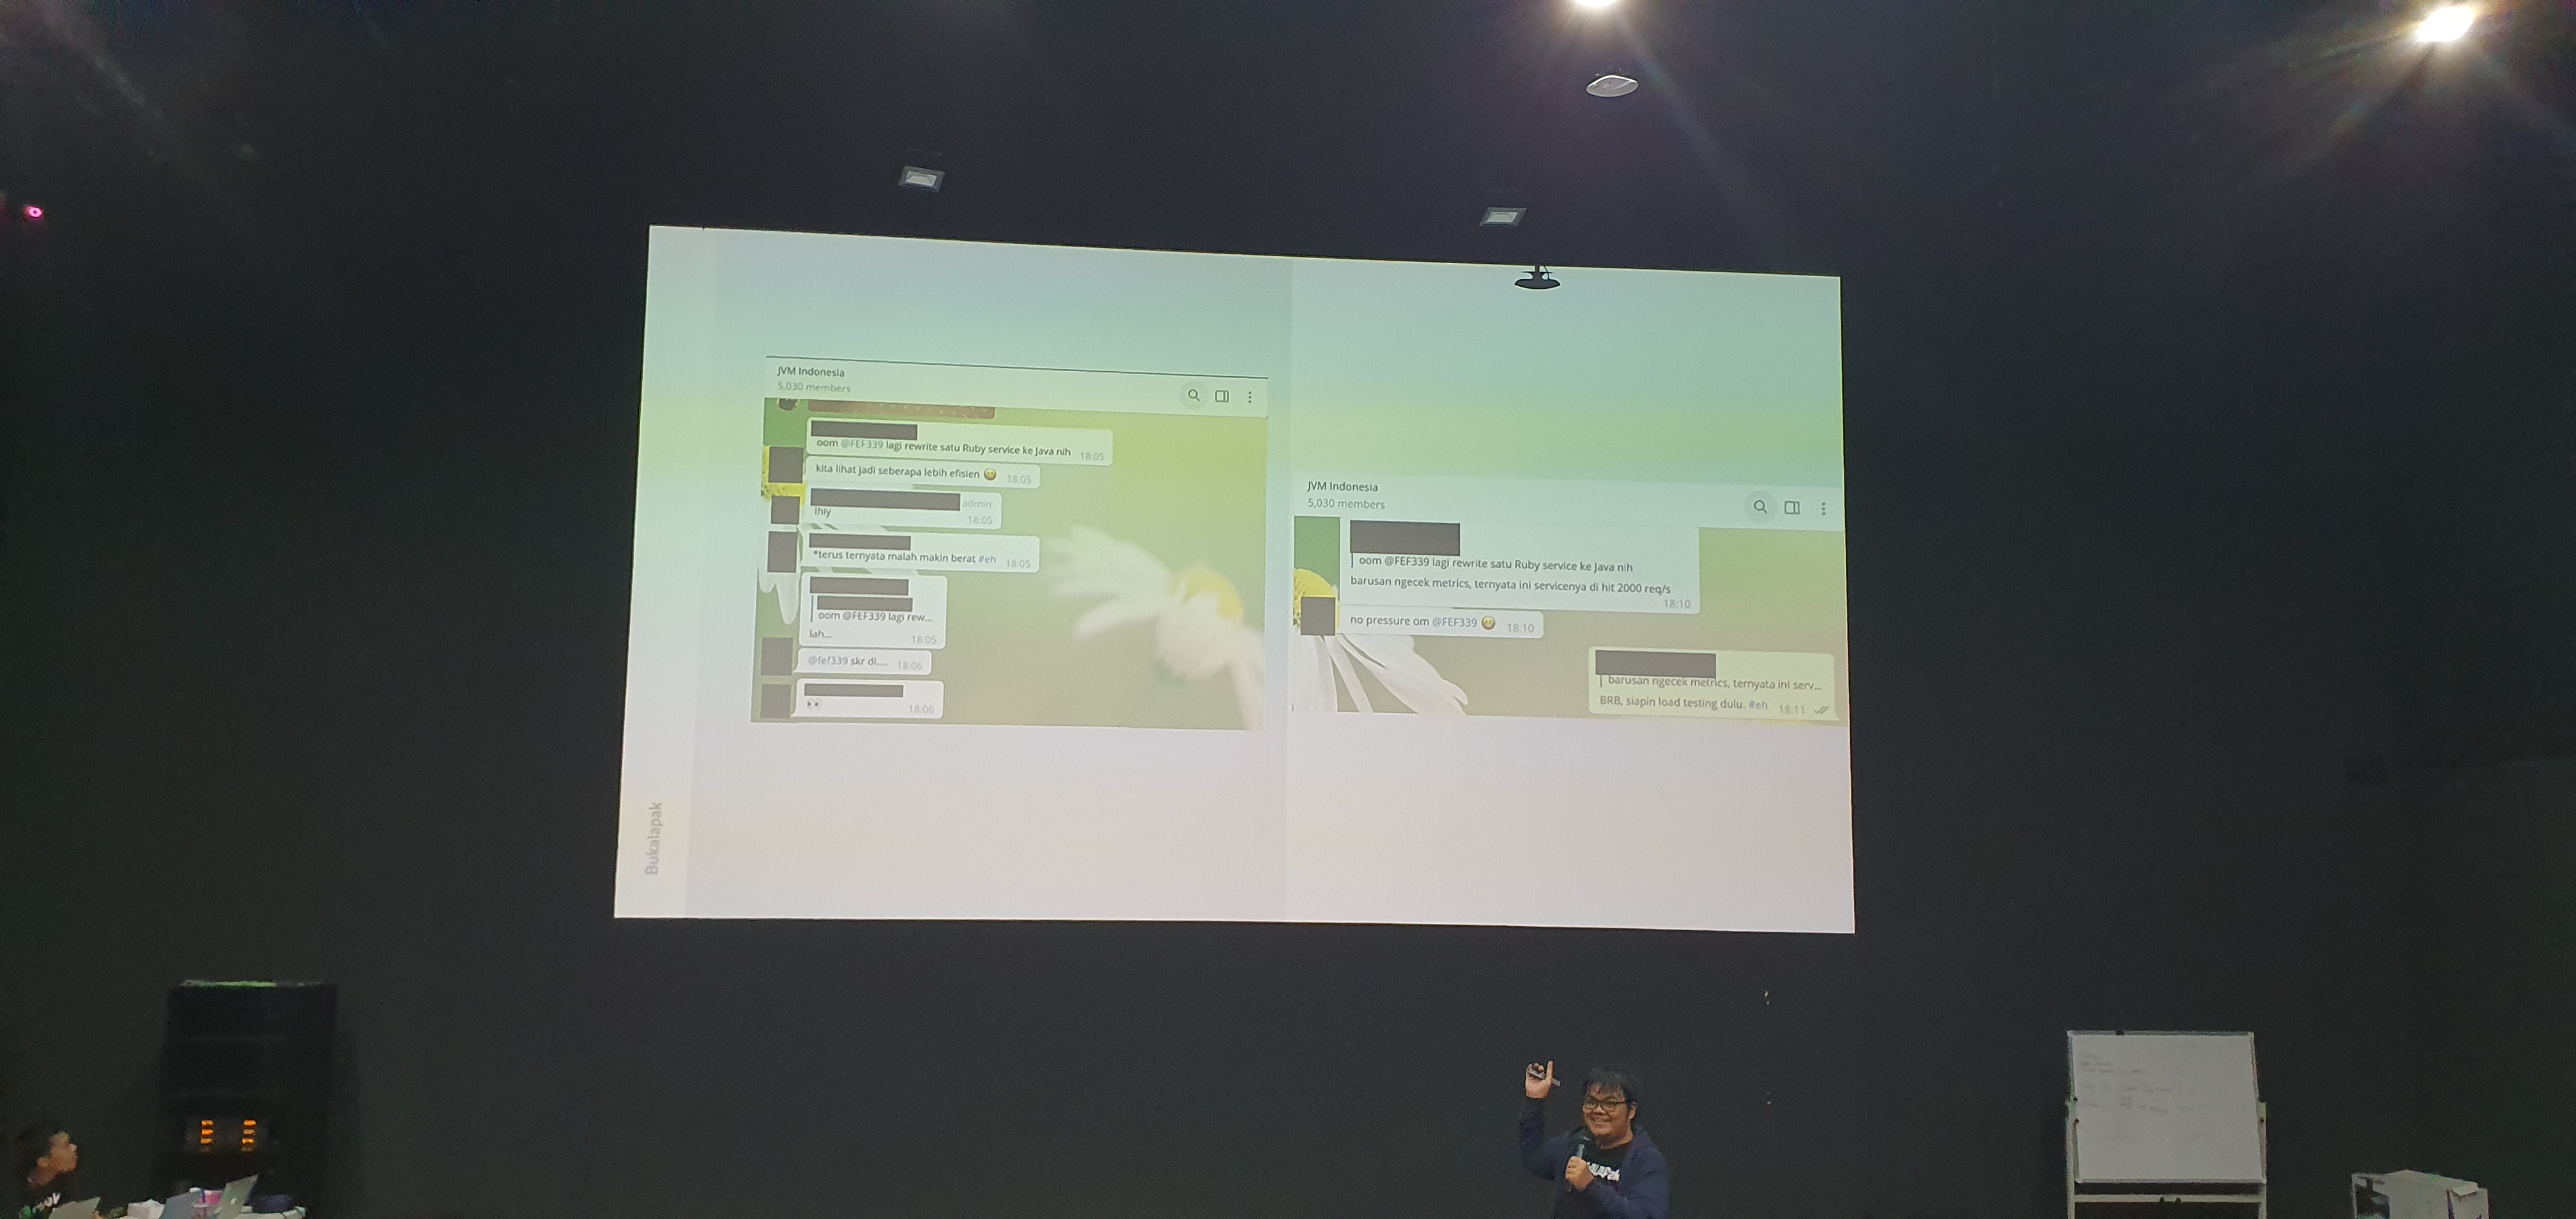 JVM Indonesia
5,030 members
oom @FEF339 lagi rewrite satu Ruby service ke Java nih 18:05
kita lihat jadi seberapa lebih efisien 😄 18:05
admin
ihiy 18:05
*terus ternyata malah makin berat #eh 18:05
oom @FEF339 lagi rew...
lah... 18:05
@fef339 skr di.... 18:06
👀 18:06
JVM Indonesia
5,030 members
oom @FEF339 lagi rewrite satu Ruby service ke Java nih
barusan ngecek metrics, ternyata ini servicenya di hit 2000 req/s
18:10
no pressure om @FEF339 😄 18:10
barusan ngecek metrics, ternyata ini serv...
BRB, siapin load testing dulu. #eh 18:11
Bukalapak